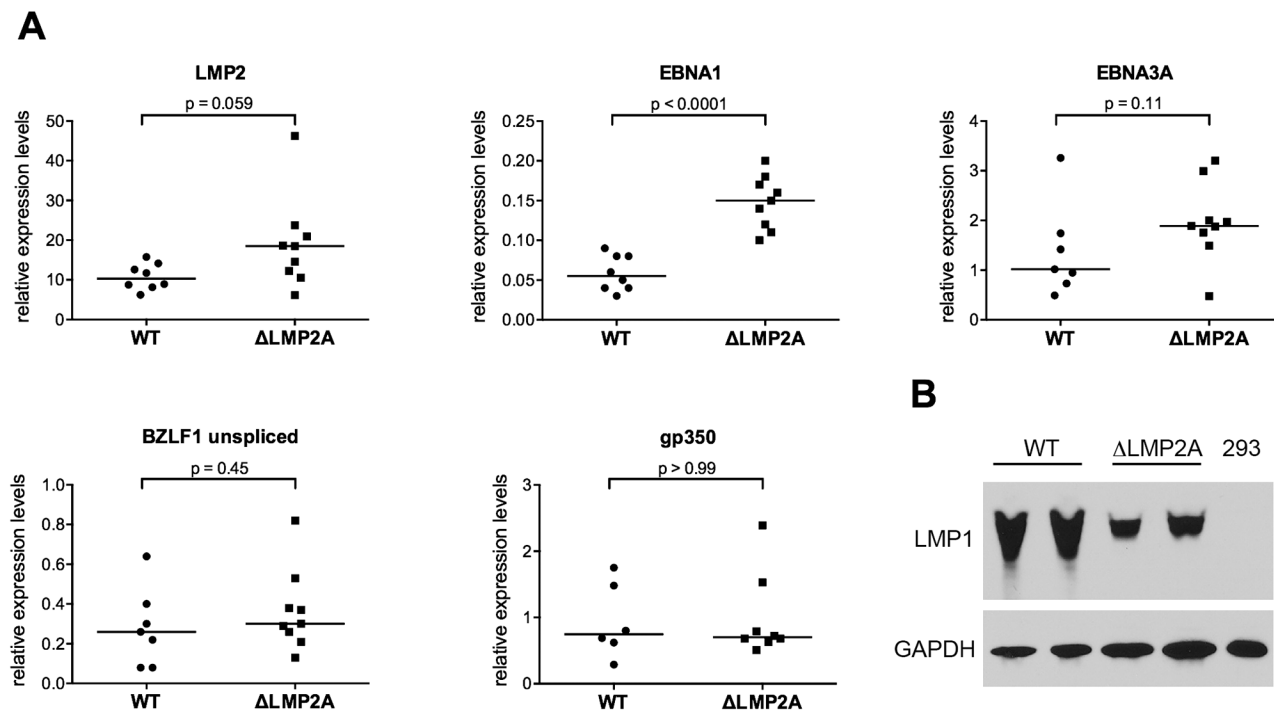 A
LMP2
p = 0.059
relative expression levels
50
40
30
20
10
0
WT
ΔLMP2A
EBNA1
p < 0.0001
relative expression levels
0.25
0.20
0.15
0.10
0.05
0.00
WT
ΔLMP2A
EBNA3A
p = 0.11
relative expression levels
4
3
2
1
0
WT
ΔLMP2A
BZLF1 unspliced
p = 0.45
relative expression levels
1.0
0.8
0.6
0.4
0.2
0.0
WT
ΔLMP2A
gp350
p > 0.99
relative expression levels
3
2
1
0
WT
ΔLMP2A
B
WT ΔLMP2A 293
LMP1
GAPDH